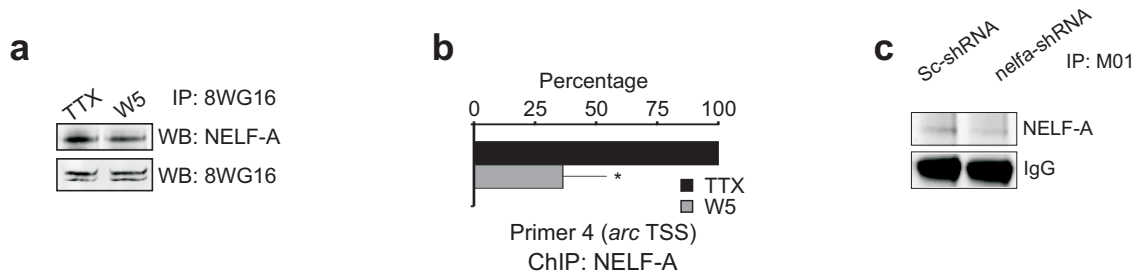 a
TTX W5 IP: 8WG16
WB: NELF-A
WB: 8WG16
b
Percentage
0 25 50 75 100
*
TTX
W5
Primer 4 (arc TSS)
ChIP: NELF-A
c
Sc-shRNA nelfa-shRNA IP: M01
NELF-A
IgG